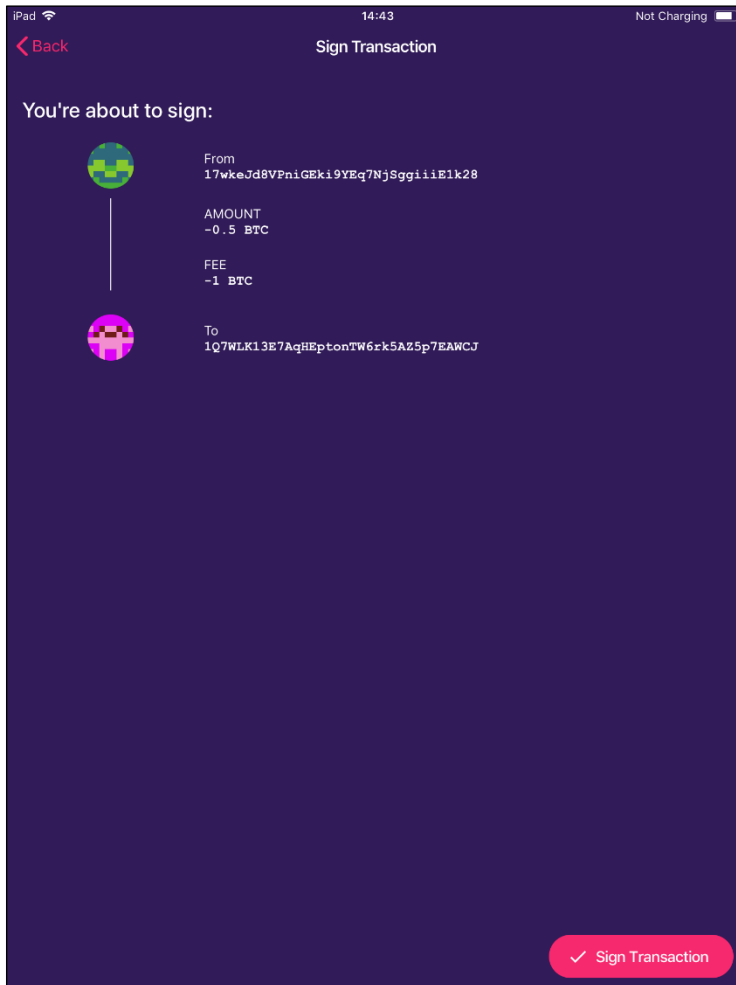 iPad 14:43 Not Charging
Back Sign Transaction
You're about to sign:
From
17wkeJd8VPniGEki9YEq7NjSggiiiE1k28
AMOUNT
-0.5 BTC
FEE
-1 BTC
To
1Q7WLK13E7AqHEptonTW6rk5AZ5p7EAWCJ
Sign Transaction